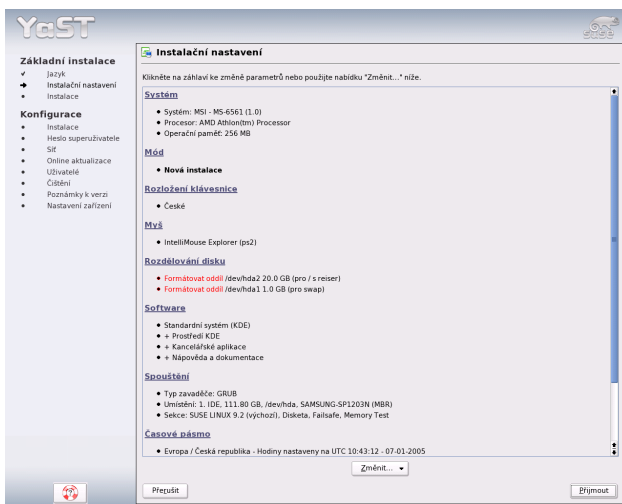 YaST
SuSE
Základní instalace
Jazyk
Instalační nastavení
Instalace
Konfigurace
Instalace
Heslo superuživatele
Síť
Online aktualizace
Uživatelé
Čištění
Poznámky k verzi
Nastavení zařízení
Instalační nastavení
Klikněte na záhlaví ke změně parametrů nebo použijte nabídku "Změnit..." níže.
Systém
Systém: MSI - MS-6561 (1.0)
Procesor: AMD Athlon(tm) Processor
Operační paměť: 256 MB
Mód
Nová instalace
Rozložení klávesnice
České
Myš
IntelliMouse Explorer (ps2)
Rozdělování disku
Formátovat oddíl /dev/hda2 20.0 GB (pro / s reiser)
Formátovat oddíl /dev/hda1 1.0 GB (pro swap)
Software
Standardní systém (KDE)
+ Prostředí KDE
+ Kancelářské aplikace
+ Nápověda a dokumentace
Spouštění
Typ zavaděče: GRUB
Umístění: 1. IDE, 111.80 GB, /dev/hda, SAMSUNG-SP1203N (MBR)
Sekce: SUSE LINUX 9.2 (výchozí), Disketa, Failsafe, Memory Test
Časové pásmo
Evropa / Česká republika - Hodiny nastaveny na UTC 10:43:12 - 07-01-2005
Změnit...
Přerušit
Přijmout